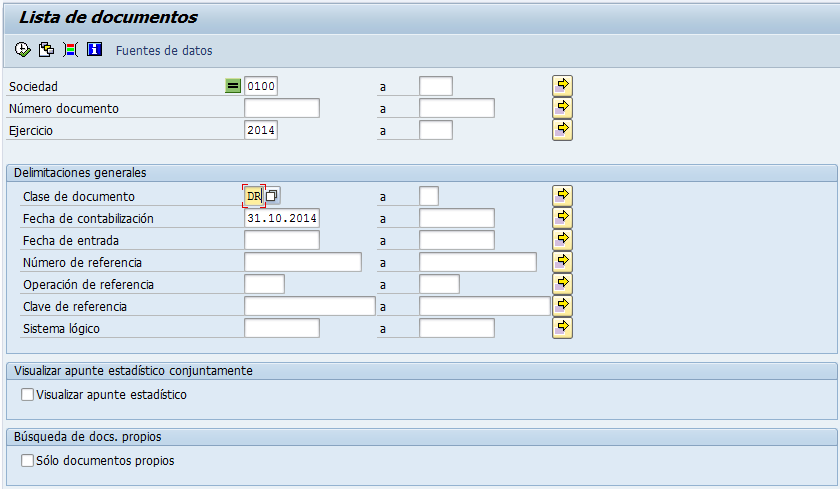 Lista de documentos
Fuentes de datos
Sociedad 0100 a
Número documento a
Ejercicio 2014 a
Delimitaciones generales
Clase de documento DR a
Fecha de contabilización 31.10.2014 a
Fecha de entrada a
Número de referencia a
Operación de referencia a
Clave de referencia a
Sistema lógico a
Visualizar apunte estadístico conjuntamente
Visualizar apunte estadístico
Búsqueda de docs. propios
Sólo documentos propios